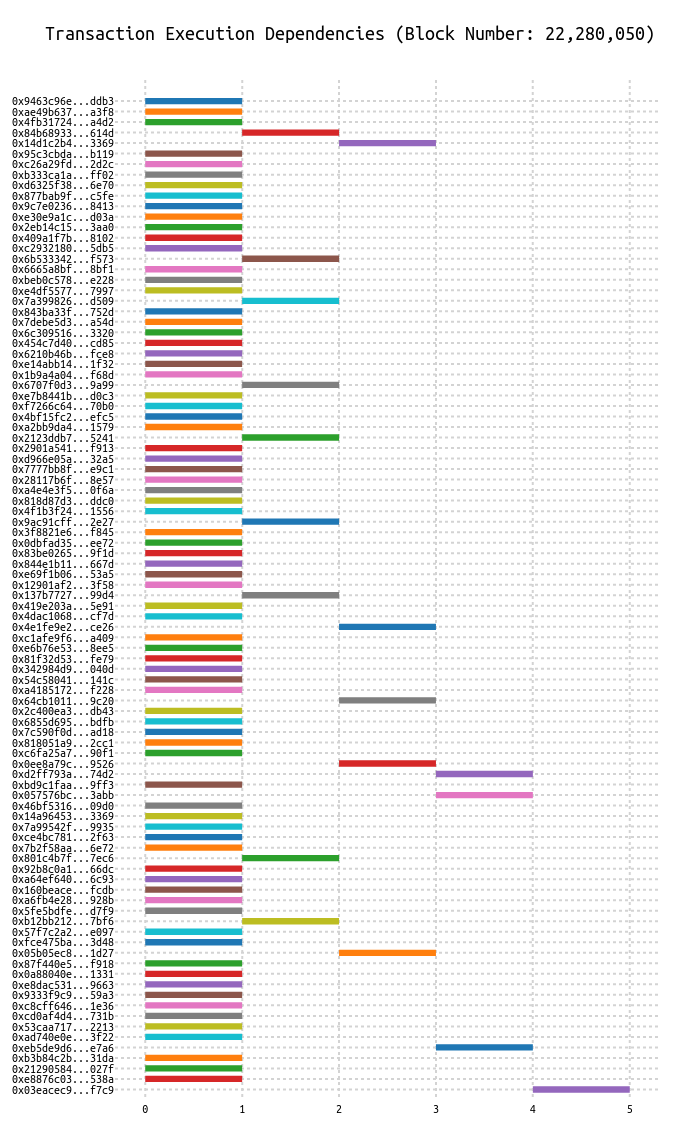 Transaction Execution Dependencies (Block Number: 22,280,050)
0x9463c96e...ddb3
0xae49b637...a3f8
0x4fb31724...a4d2
0x84b68933...614d
0x14d1c2b4...3369
0x95c3cbda...b119
0xc26a29fd...2d2c
0xb333ca1a...ff02
0xd6325f38...6e70
0x877bab9f...c5fe
0x9c7e0236...8413
0xe30e9a1c...d03a
0x2eb14c15...3aa0
0x409a1f7b...8102
0xc2932180...5db5
0x6b533342...f573
0x6665a8bf...8bf1
0xbeb0c578...e228
0xe4df5577...7997
0x7a399826...d509
0x843ba33f...752d
0x7debe5d3...a54d
0x6c309516...3320
0x454c7d40...cd85
0x6210b46b...fce8
0xe14abb14...1f32
0x1b9a4a04...f68d
0x6707f0d3...9a99
0xe7b8441b...d0c3
0xf7266c64...70b0
0x4bf15fc2...efc5
0xa2bb9da4...1579
0x2123ddb7...5241
0x2901a541...f913
0xd966e05a...32a5
0x7777bb8f...e9c1
0x28117b6f...8e57
0xa4e4e3f5...0f6a
0x818d87d3...ddc0
0x4f1b3f24...1556
0x9ac91cff...2e27
0x3f8821e6...f845
0x0dbfad35...ee72
0x83be0265...9f1d
0x844e1b11...667d
0xe69f1b06...53a5
0x12901af2...3f58
0x137b7727...99d4
0x419e203a...5e91
0x4dac1068...cf7d
0x4e1fe9e2...ce26
0xc1afe9f6...a409
0xe6b76e53...8ee5
0x81f32d53...fe79
0x342984d9...040d
0x54c58041...141c
0xa4185172...f228
0x64cb1011...9c20
0x2c400ea3...db43
0x6855d695...bdfb
0x7c590f0d...ad18
0x818051a9...2cc1
0xc6fa25a7...90f1
0x0ee8a79c...9526
0xd2ff793a...74d2
0xbd9c1faa...9ff3
0x057576bc...3abb
0x46bf5316...09d0
0x14a96453...3369
0x7a99542f...9935
0xce4bc781...2f63
0x7b2f58aa...6e72
0x801c4b7f...7ec6
0x92b8c0a1...66dc
0xa64ef640...6c93
0x160beace...fcdb
0xa6fb4e28...928b
0x5fe5bdfe...d7f9
0xb12bb212...7bf6
0x57f7c2a2...e097
0xfce475ba...3d48
0x05b05ec8...1d27
0x87f440e5...f918
0x0a88040e...1331
0xe8dac531...9663
0x9333f9c9...59a3
0xc8cff646...1e36
0xcd0af4d4...731b
0x53caa717...2213
0xad740e0e...3f22
0xeb5de9d6...e7a6
0xb3b84c2b...31da
0x21290584...027f
0xe8876c03...538a
0x03eacec9...f7c9
0 1 2 3 4 5